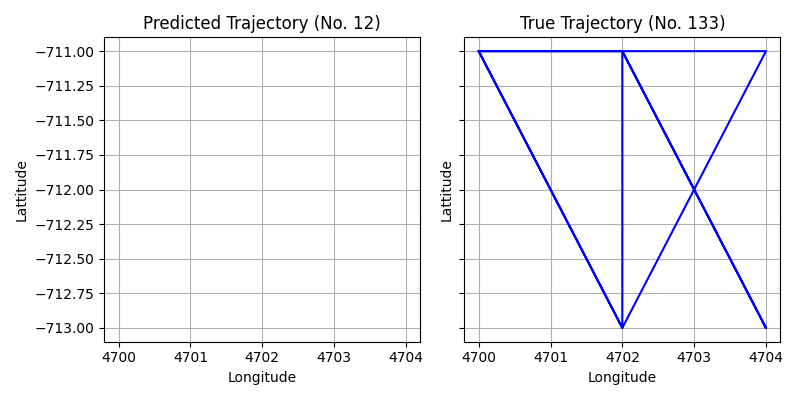 Predicted Trajectory (No. 12)
True Trajectory (No. 133)
−711.00
−711.25
−711.50
−711.75
−712.00
−712.25
−712.50
−712.75
−713.00
Lattitude
Lattitude
4700 4701 4702 4703 4704
4700 4701 4702 4703 4704
Longitude
Longitude